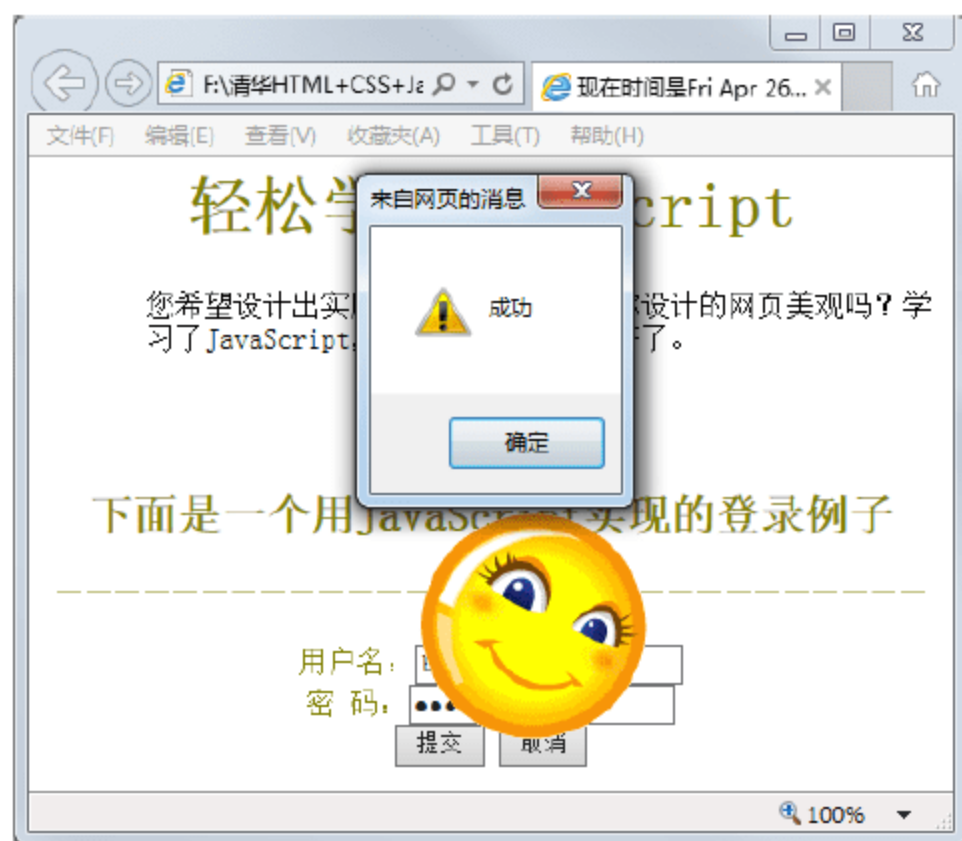 F:\清华HTML+CSS+Ja
现在时间是Fri Apr 26...
文件(F) 编辑(E) 查看(V) 收藏夹(A) 工具(T) 帮助(H)
轻松学 cript
来自网页的消息
成功
确定
您希望设计出实 设计的网页美观吗？学
习了JavaScript, 了。
下面是一个用JavaScript实现的登录例子
用户名：
密 码：
提交 取消
100%